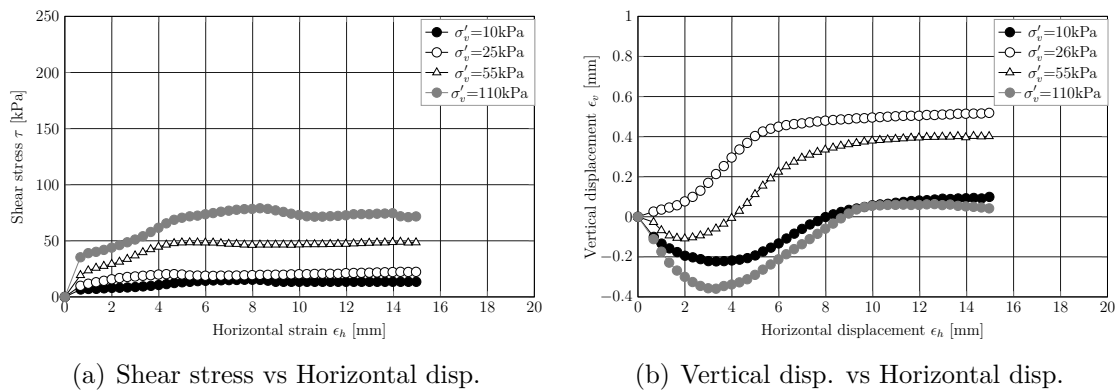 250
200
150
100
50
0
Shear stress τ [kPa]
0 2 4 6 8 10 12 14 16 18 20
Horizontal strain ϵh [mm]
σ′v=10kPa
σ′v=25kPa
σ′v=55kPa
σ′v=110kPa
(a) Shear stress vs Horizontal disp.
1
0.8
0.6
0.4
0.2
0
−0.2
−0.4
Vertical displacement ϵv [mm]
0 2 4 6 8 10 12 14 16 18 20
Horizontal displacement ϵh [mm]
σ′v=10kPa
σ′v=26kPa
σ′v=55kPa
σ′v=110kPa
(b) Vertical disp. vs Horizontal disp.